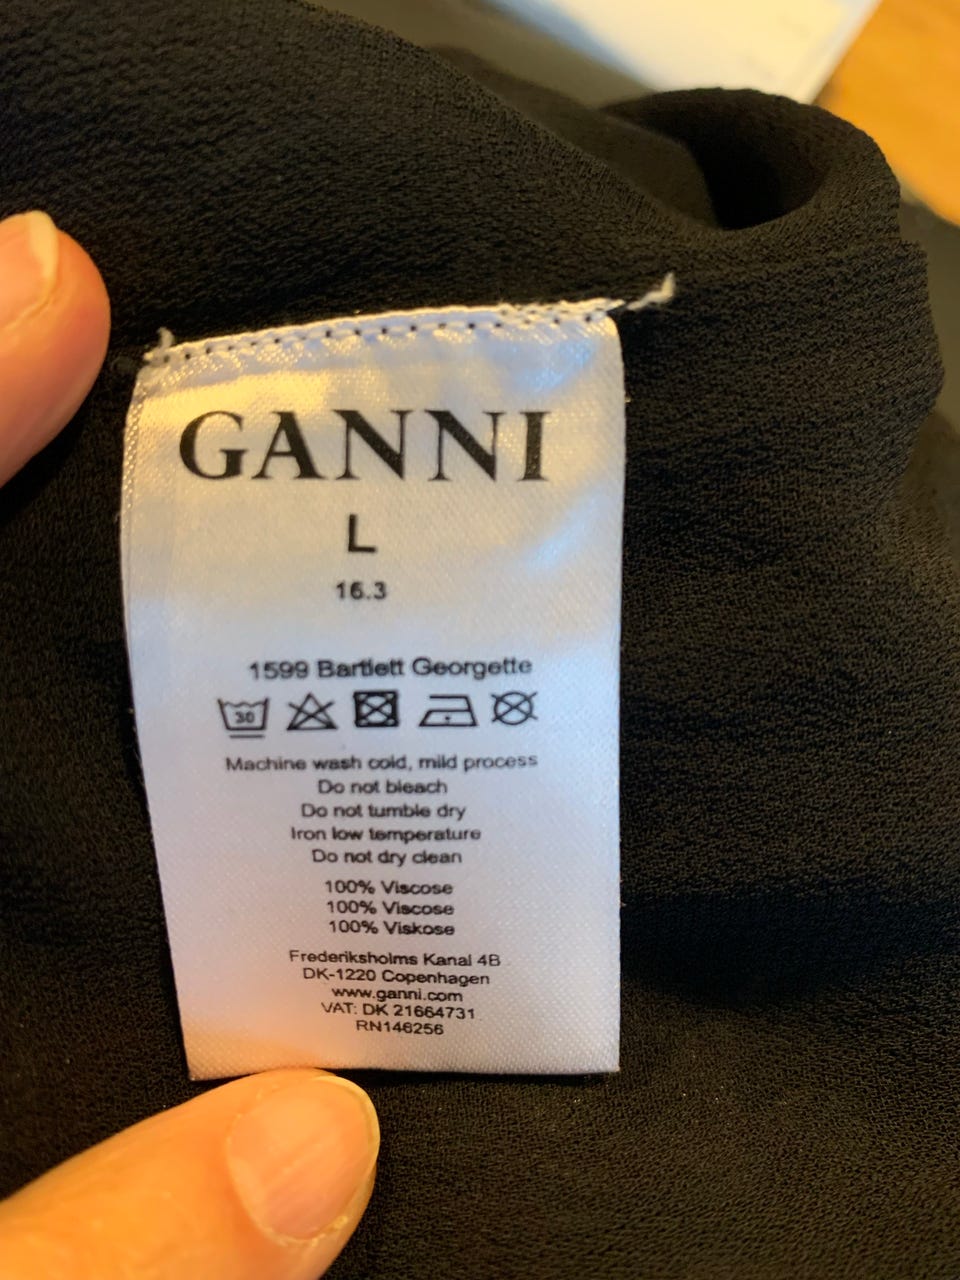 GANNI
L
16.3
1599 Bartlett Georgette
30
Machine wash cold, mild process
Do not bleach
Do not tumble dry
Iron low temperature
Do not dry clean
100% Viscose
100% Viscose
100% Viskose
Frederiksholms Kanal 4B
DK-1220 Copenhagen
www.ganni.com
VAT: DK 21664731
RN146256